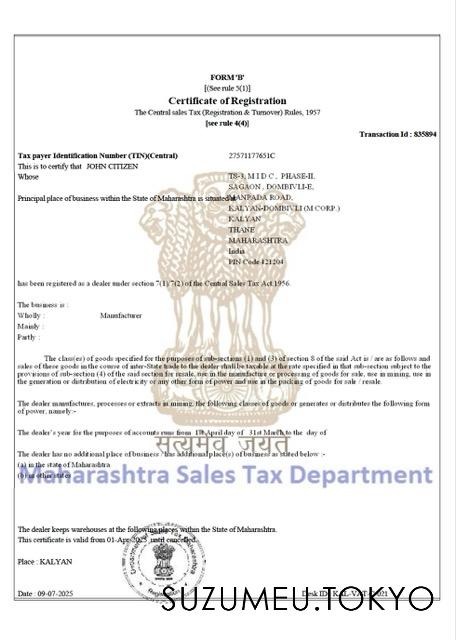 FORM 'B'
[(See rule 5(1)]
Certificate of Registration
The Central sales Tax (Registration & Turnover) Rules, 1957
[see rule 4(4)]
Transaction Id : 835894
Tax payer Identification Number (TIN)(Central) 27571177651C
This is to certify that JOHN CITIZEN
Whose T8-3, M I D C , PHASE-II,
SAGAON , DOMBIVLI-E,
Principal place of business within the State of Maharashtra is situated at MANPADA ROAD,
KALYAN-DOMBIVLI (M CORP.)
KALYAN
THANE
MAHARASHTRA
India
PIN Code 421204
has been registered as a dealer under section 7(1)/7(2) of the Central Sales Tax Act 1956.
The business is :
Wholly : Manufacturer
Mainly :
Partly :
The class(es) of goods specified for the purposes of sub-sections (1) and (3) of section 8 of the said Act is / are as follows and
sales of these goods in the course of inter-State trade to the dealer shall be taxable at the rate specified in that sub-section subject to the
provisions of sub-section (4) of the said section for resale, use in the manufacture or processing of goods for sale, use in mining, use in
the generation or distribution of electricity or any other form of power and use in the packing of goods for sale / resale.
The dealer manufactures, processes or extracts in mining, the following classes of goods or generates or distributes the following form
of power, namely:-
The dealer's year for the purposes of accounts runs from 1st April day of 31st March to the day of
सत्यमेव जयते
The dealer has no additional place of business / has additional place(s) of business as stated below :-
(a) in the state of Maharashtra
Maharashtra Sales Tax Department
(b) in other states
The dealer keeps warehouses at the following places within the State of Maharashtra.
This certificate is valid from 01-Apr-2025 until cancelled.
Place : KALYAN
Date : 09-07-2025
SUZUMEU.TOKYO